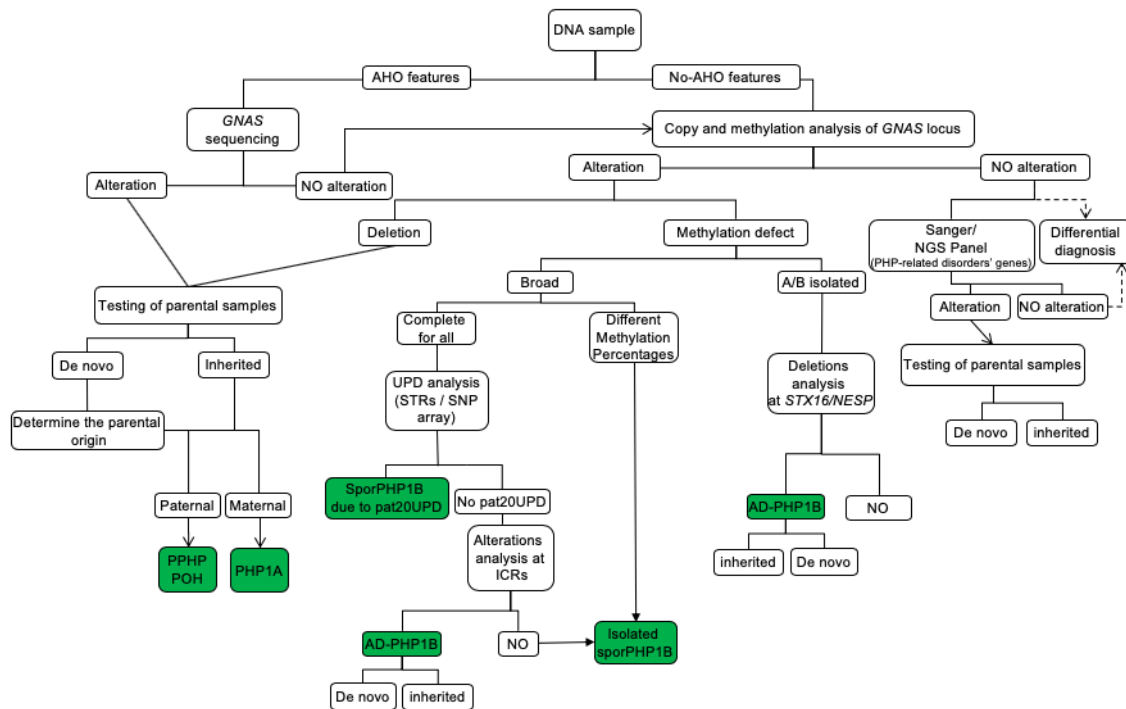 DNA sample
AHO features
No-AHO features
GNAS
sequencing
Copy and methylation analysis of GNAS locus
Alteration
NO alteration
Alteration
NO alteration
Deletion
Methylation defect
Sanger/
NGS Panel
(PHP-related disorders' genes)
Differential
diagnosis
Broad
A/B isolated
Alteration
NO alteration
Testing of parental samples
Complete
for all
Different
Methylation
Percentages
Testing of parental samples
De novo
Inherited
UPD analysis
(STRs / SNP
array)
Deletions
analysis
at STX16/NESP
Determine the parental
origin
De novo
inherited
SporPHP1B
due to pat20UPD
No pat20UPD
Paternal
Maternal
AD-PHP1B
NO
PPHP
POH
PHP1A
Alterations
analysis at
ICRs
inherited
De novo
AD-PHP1B
NO
Isolated
sporPHP1B
De novo
inherited